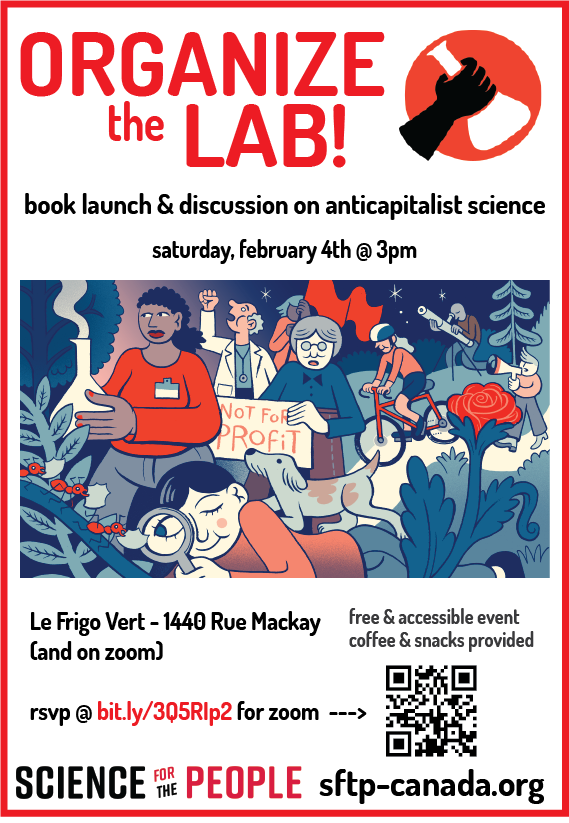 ORGANIZE
the LAB!
book launch & discussion on anticapitalist science
saturday, february 4th @ 3pm
NOT FOR
PROFIT
Le Frigo Vert - 1440 Rue Mackay
(and on zoom)
free & accessible event
coffee & snacks provided
rsvp @ bit.ly/3Q5RIp2 for zoom --->
SCIENCE FOR THE PEOPLE
sftp-canada.org